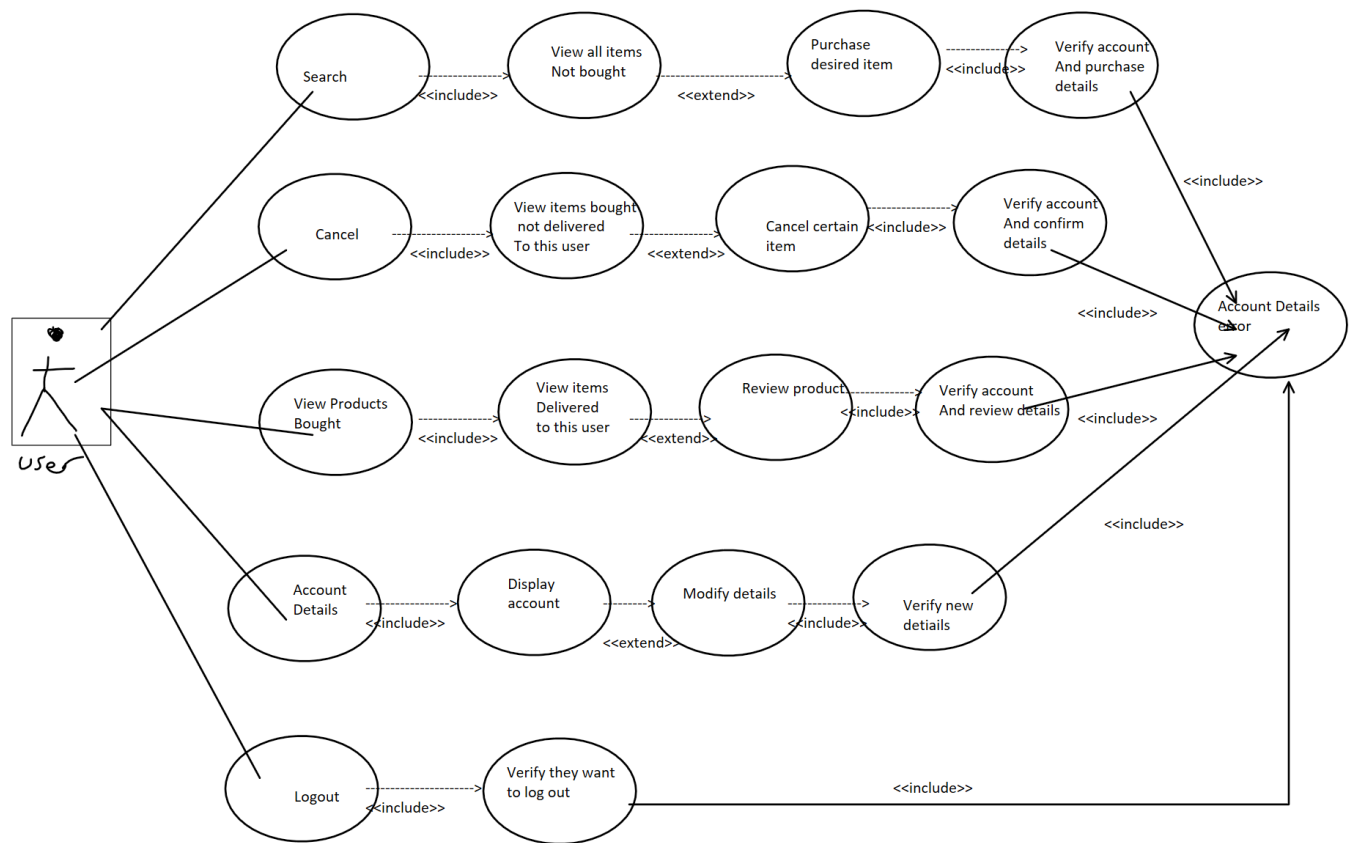 Search
<<include>>
View all items
Not bought
<<extend>>
Purchase
desired item
<<include>>
Verify account
And purchase
details
<<include>>
Cancel
<<include>>
View items bought
not delivered
To this user
<<extend>>
Cancel certain
item
<<include>>
Verify account
And confirm
details
<<include>>
Account Details
error
user
View Products
Bought
<<include>>
View items
Delivered
to this user
<<extend>>
Review product
<<include>>
Verify account
And review details
<<include>>
<<include>>
Account
Details
<<include>>
Display
account
<<extend>>
Modify details
<<include>>
Verify new
detiails
Logout
<<include>>
Verify they want
to log out
<<include>>